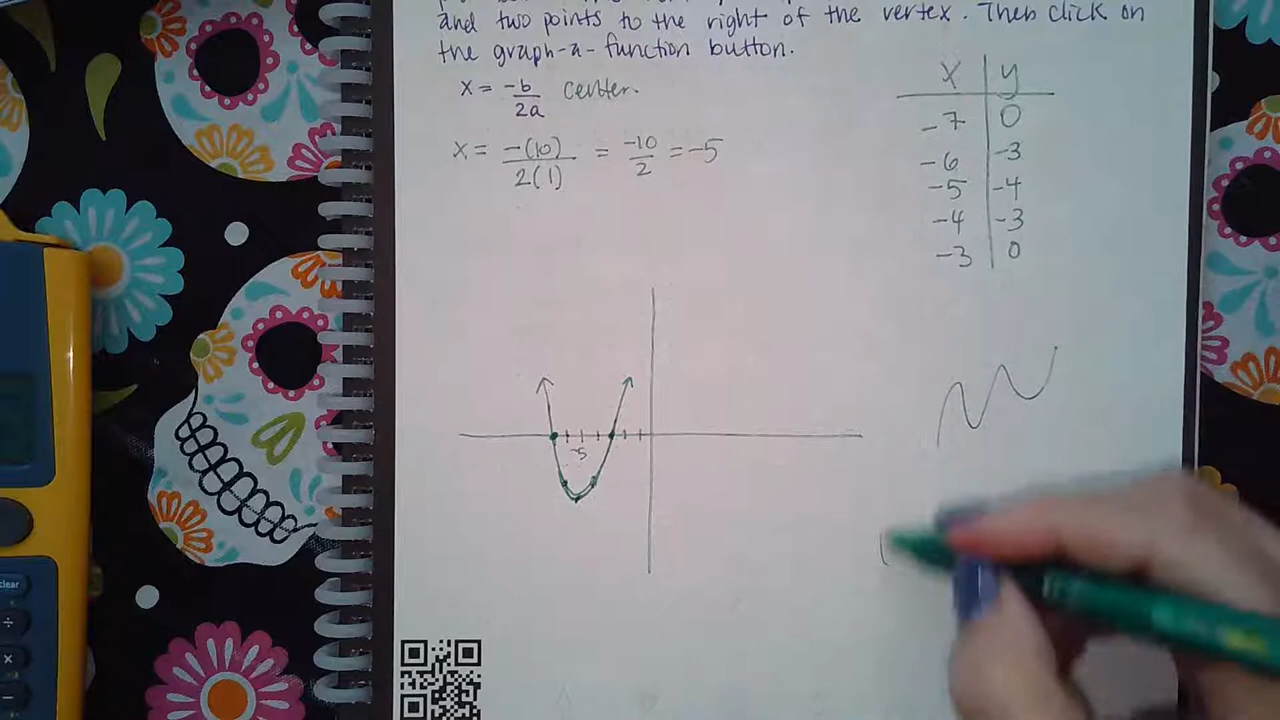 and two points to the right of the vertex. Then click on
the graph-a-function button.
x = -b/2a center.
x = -(10)/2(1) = -10/2 = -5
x y
-7 0
-6 -3
-5 -4
-4 -3
-3 0
-5
clear
÷
×
−